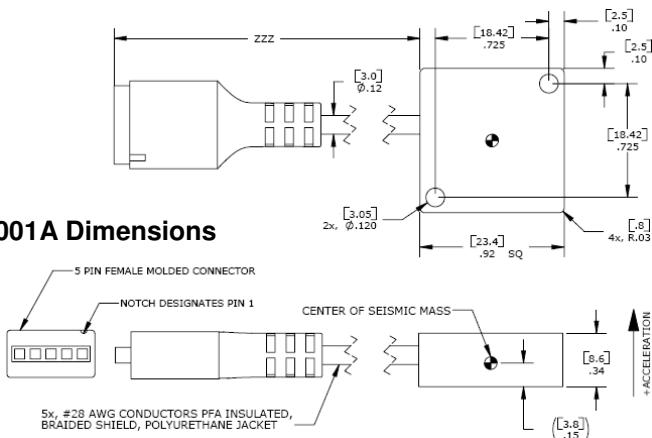 ZZZ
[18.42]
.725
[2.5]
.10
[2.5]
.10
[3.0]
Ø.12
[18.42]
.725
[3.05]
2x, Ø.120
[.8]
4x, R.03
[23.4]
.92 SQ
001A Dimensions
5 PIN FEMALE MOLDED CONNECTOR
NOTCH DESIGNATES PIN 1
CENTER OF SEISMIC MASS
[8.6]
.34
+ACCELERATION
([3.8]
.15)
5x, #28 AWG CONDUCTORS PFA INSULATED,
BRAIDED SHIELD, POLYURETHANE JACKET